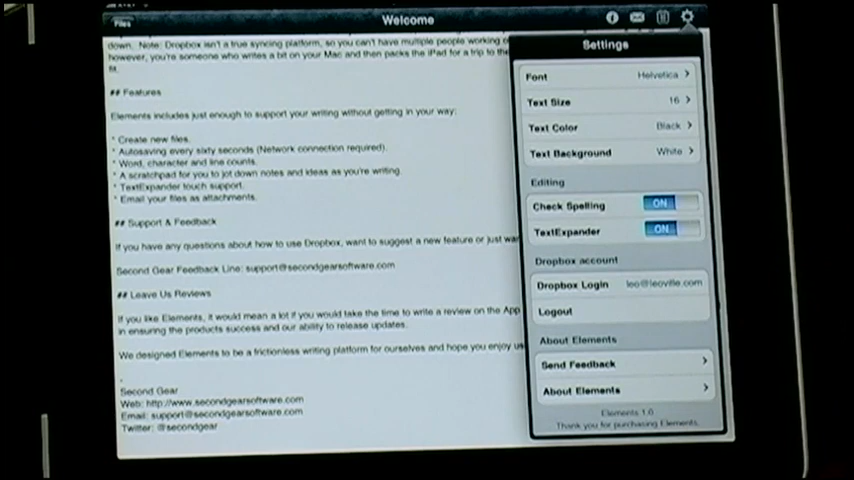 Files
Welcome
down. Note: Dropbox isn't a true syncing platform, so you can't have multiple people working
however, you're someone who writes a bit on your Mac and then packs the iPad for a trip to the
fit.
## Features
Elements includes just enough to support your writing without getting in your way:
* Create new files.
* Autosaving every sixty seconds (Network connection required).
* Word, character and line counts.
* A scratchpad for you to jot down notes and ideas as you're writing.
* TextExpander touch support.
* Email your files as attachments.
## Support & Feedback
If you have any questions about how to use Dropbox, want to suggest a new feature or just
Second Gear Feedback Line: support@secondgearsoftware.com
## Leave Us Reviews
If you like Elements, it would mean a lot if you would take the time to write a review on the App
in ensuring the products success and our ability to release updates.
We designed Elements to be a frictionless writing platform for ourselves and hope you enjoy
-
Second Gear
Web: http://www.secondgearsoftware.com
Email: support@secondgearsoftware.com
Twitter: @secondgear
Settings
Font Helvetica >
Text Size 16 >
Text Color Black >
Text Background White >
Editing
Check Spelling ON
TextExpander ON
Dropbox account
Dropbox Login leo@leoville.com
Logout
About Elements
Send Feedback >
About Elements >
Elements 1.0
Thank you for purchasing Elements.